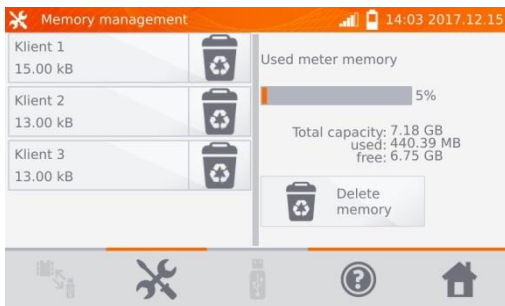 Memory management
14:03 2017.12.15
Klient 1
15.00 kB
Klient 2
13.00 kB
Klient 3
13.00 kB
Used meter memory
5%
Total capacity: 7.18 GB
used: 440.39 MB
free: 6.75 GB
Delete
memory
?